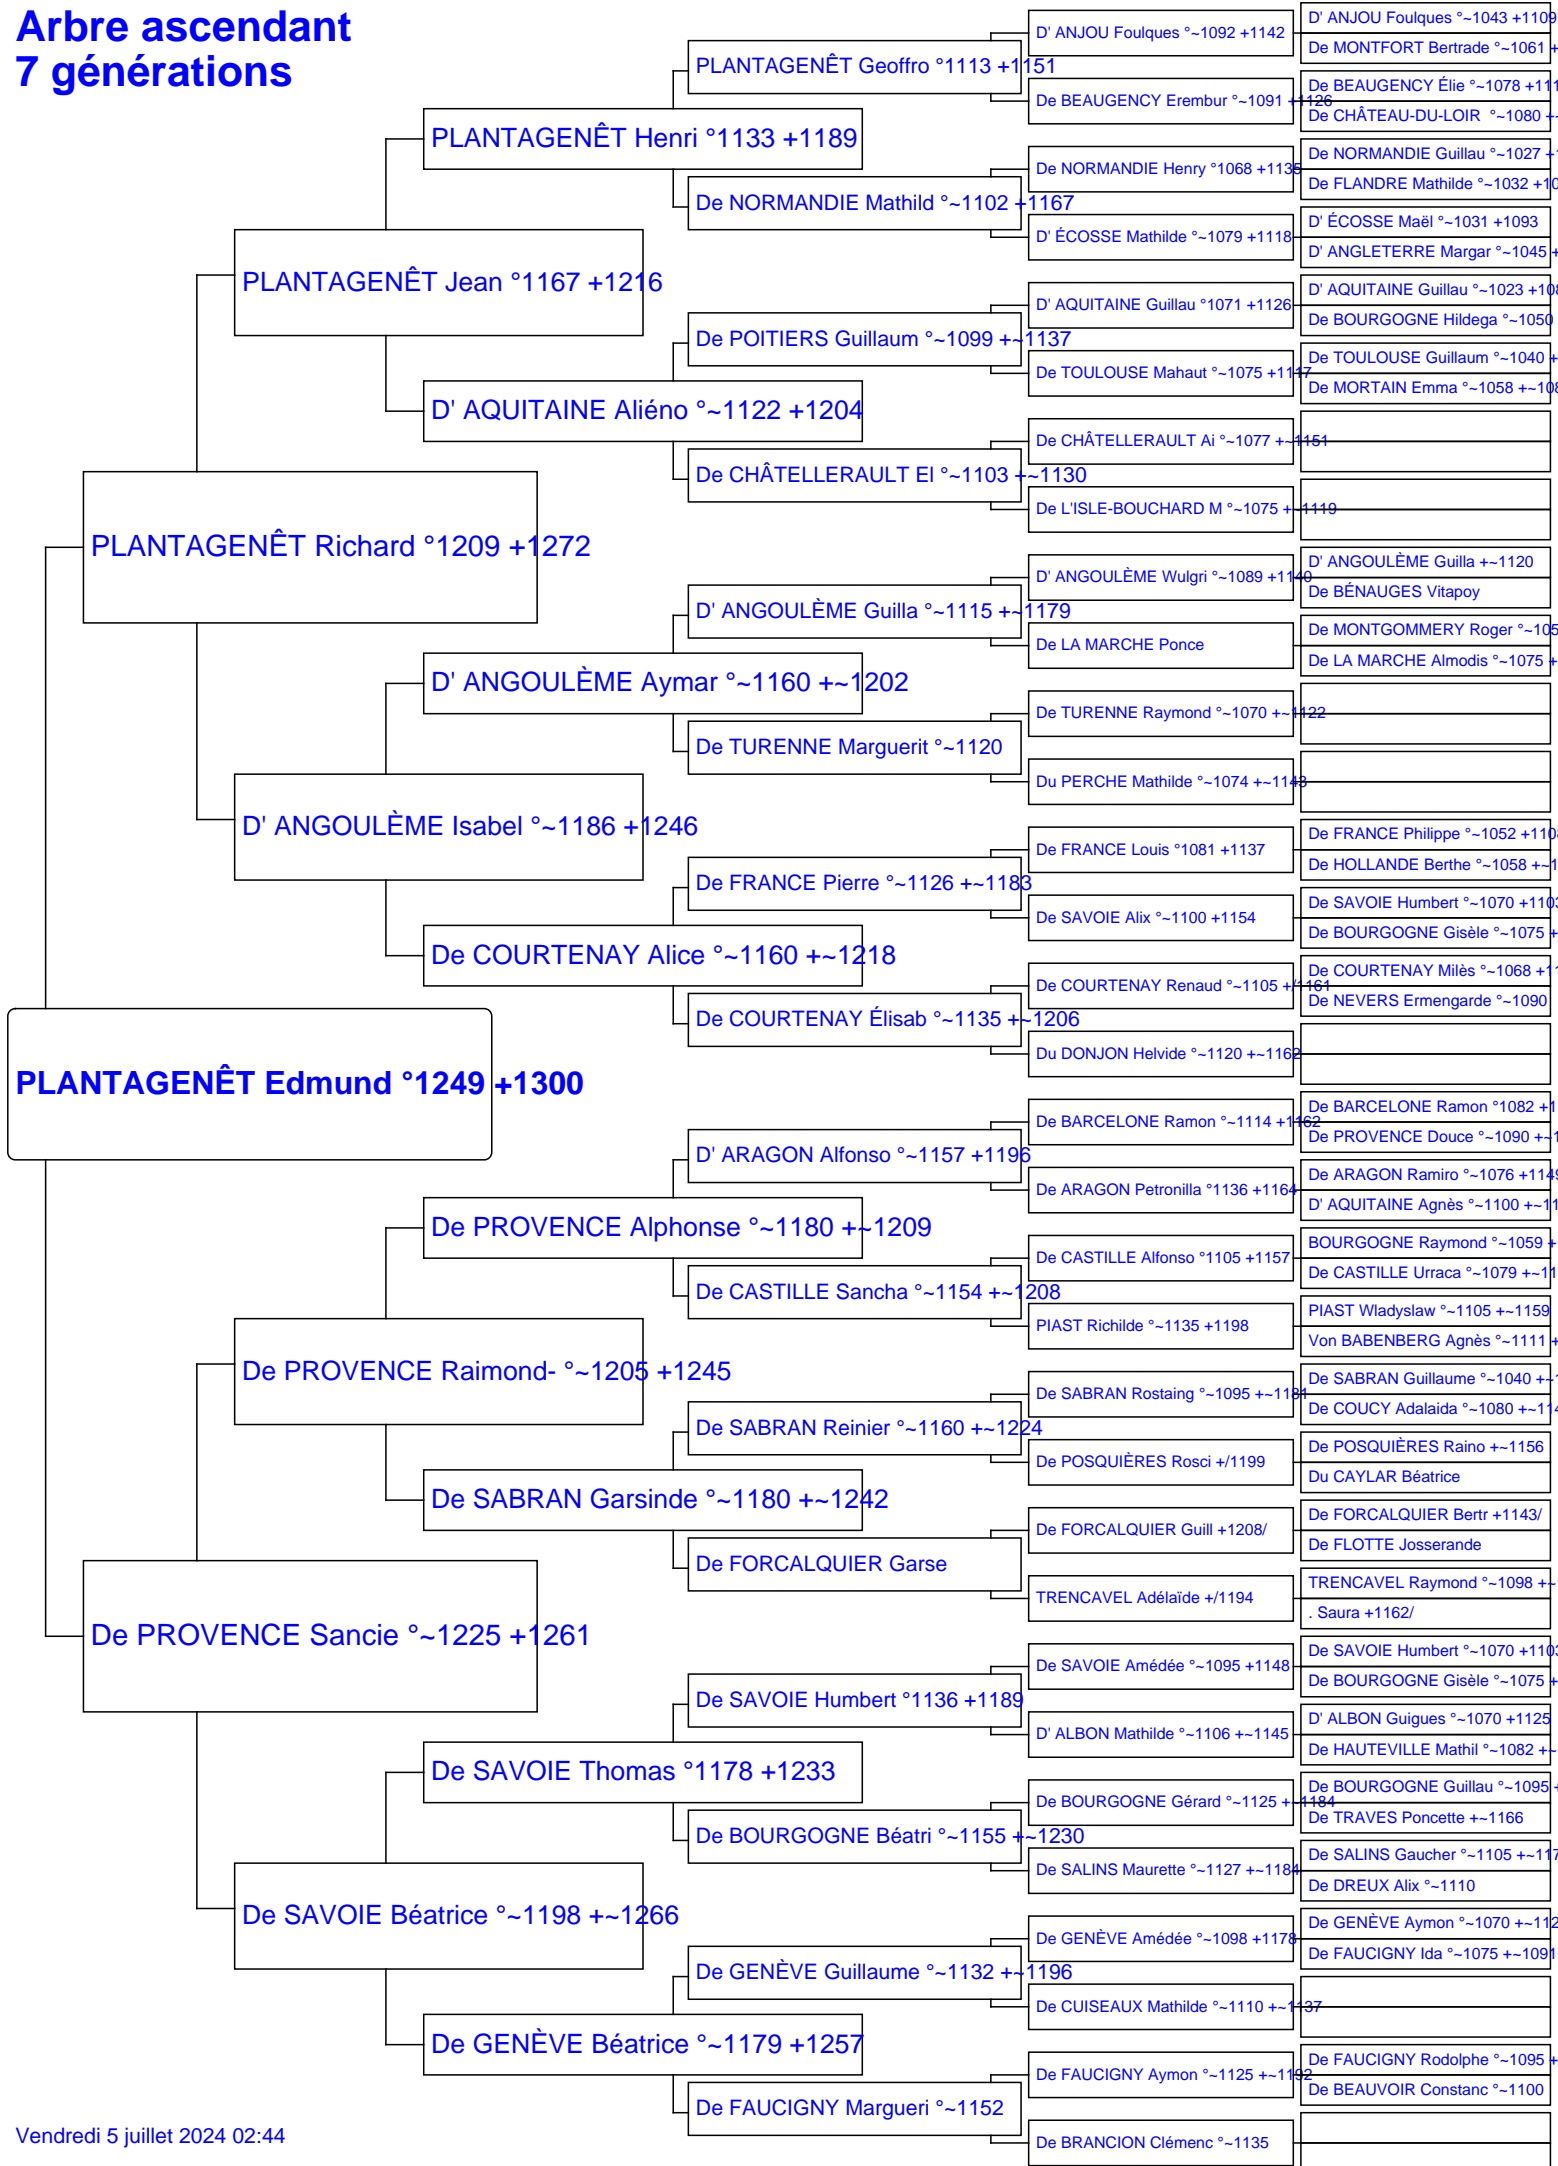 Arbre ascendant
7 générations
D' ANJOU Foulques °~1043 +1109
D' ANJOU Foulques °~1092 +1142
De MONTFORT Bertrade °~1061 +
PLANTAGENÊT Geoffro °1113 +1151
De BEAUGENCY Élie °~1078 +111
De BEAUGENCY Erembur °~1091 +1126
De CHÂTEAU-DU-LOIR °~1080 +~
PLANTAGENÊT Henri °1133 +1189
De NORMANDIE Guillau °~1027 +1
De NORMANDIE Henry °1068 +1135
De FLANDRE Mathilde °~1032 +10
De NORMANDIE Mathild °~1102 +1167
D' ÉCOSSE Maël °~1031 +1093
D' ÉCOSSE Mathilde °~1079 +1118
D' ANGLETERRE Margar °~1045 +
PLANTAGENÊT Jean °1167 +1216
D' AQUITAINE Guillau °~1023 +108
D' AQUITAINE Guillau °1071 +1126
De BOURGOGNE Hildega °~1050
De POITIERS Guillaum °~1099 +~1137
De TOULOUSE Guillaum °~1040 +
De TOULOUSE Mahaut °~1075 +1117
De MORTAIN Emma °~1058 +~108
D' AQUITAINE Aliéno °~1122 +1204
De CHÂTELLERAULT Ai °~1077 +~1151
De CHÂTELLERAULT El °~1103 +~1130
De L'ISLE-BOUCHARD M °~1075 +~1119
PLANTAGENÊT Richard °1209 +1272
D' ANGOULÈME Guilla +~1120
D' ANGOULÈME Wulgri °~1089 +1140
De BÉNAUGES Vitapoy
D' ANGOULÈME Guilla °~1115 +~1179
De MONTGOMMERY Roger °~105
De LA MARCHE Ponce
De LA MARCHE Almodis °~1075 +
D' ANGOULÈME Aymar °~1160 +~1202
De TURENNE Raymond °~1070 +~1122
De TURENNE Marguerit °~1120
Du PERCHE Mathilde °~1074 +~1143
D' ANGOULÈME Isabel °~1186 +1246
De FRANCE Philippe °~1052 +1108
De FRANCE Louis °1081 +1137
De HOLLANDE Berthe °~1058 +~1
De FRANCE Pierre °~1126 +~1183
De SAVOIE Humbert °~1070 +1103
De SAVOIE Alix °~1100 +1154
De BOURGOGNE Gisèle °~1075 +
De COURTENAY Alice °~1160 +~1218
De COURTENAY Milès °~1068 +1
De COURTENAY Renaud °~1105 +/1161
De NEVERS Ermengarde °~1090
De COURTENAY Élisab °~1135 +~1206
Du DONJON Helvide °~1120 +~1162
PLANTAGENÊT Edmund °1249 +1300
De BARCELONE Ramon °1082 +1
De BARCELONE Ramon °~1114 +1162
De PROVENCE Douce °~1090 +~1
D' ARAGON Alfonso °~1157 +1196
De ARAGON Ramiro °~1076 +1149
De ARAGON Petronilla °1136 +1164
D' AQUITAINE Agnès °~1100 +~11
De PROVENCE Alphonse °~1180 +~1209
BOURGOGNE Raymond °~1059 +
De CASTILLE Alfonso °1105 +1157
De CASTILLE Urraca °~1079 +~11
De CASTILLE Sancha °~1154 +~1208
PIAST Wladyslaw °~1105 +~1159
PIAST Richilde °~1135 +1198
Von BABENBERG Agnès °~1111 +
De PROVENCE Raimond- °~1205 +1245
De SABRAN Guillaume °~1040 +~1
De SABRAN Rostaing °~1095 +~1181
De COUCY Adalaida °~1080 +~114
De SABRAN Reinier °~1160 +~1224
De POSQUIÈRES Raino +~1156
De POSQUIÈRES Rosci +/1199
Du CAYLAR Béatrice
De SABRAN Garsinde °~1180 +~1242
De FORCALQUIER Bertr +1143/
De FORCALQUIER Guill +1208/
De FLOTTE Josserande
De FORCALQUIER Garse
TRENCAVEL Raymond °~1098 +~
TRENCAVEL Adélaïde +/1194
. Saura +1162/
De PROVENCE Sancie °~1225 +1261
De SAVOIE Humbert °~1070 +1103
De SAVOIE Amédée °~1095 +1148
De BOURGOGNE Gisèle °~1075 +
De SAVOIE Humbert °1136 +1189
D' ALBON Guigues °~1070 +1125
D' ALBON Mathilde °~1106 +~1145
De HAUTEVILLE Mathil °~1082 +~
De SAVOIE Thomas °1178 +1233
De BOURGOGNE Guillau °~1095 +
De BOURGOGNE Gérard °~1125 +~1184
De TRAVES Poncette +~1166
De BOURGOGNE Béatri °~1155 +~1230
De SALINS Gaucher °~1105 +~117
De SALINS Maurette °~1127 +~1184
De DREUX Alix °~1110
De SAVOIE Béatrice °~1198 +~1266
De GENÈVE Aymon °~1070 +~112
De GENÈVE Amédée °~1098 +1178
De FAUCIGNY Ida °~1075 +~1091
De GENÈVE Guillaume °~1132 +~1196
De CUISEAUX Mathilde °~1110 +~1137
De GENÈVE Béatrice °~1179 +1257
De FAUCIGNY Rodolphe °~1095 +
De FAUCIGNY Aymon °~1125 +~1192
De BEAUVOIR Constanc °~1100
De FAUCIGNY Margueri °~1152
De BRANCION Clémenc °~1135
Vendredi 5 juillet 2024 02:44